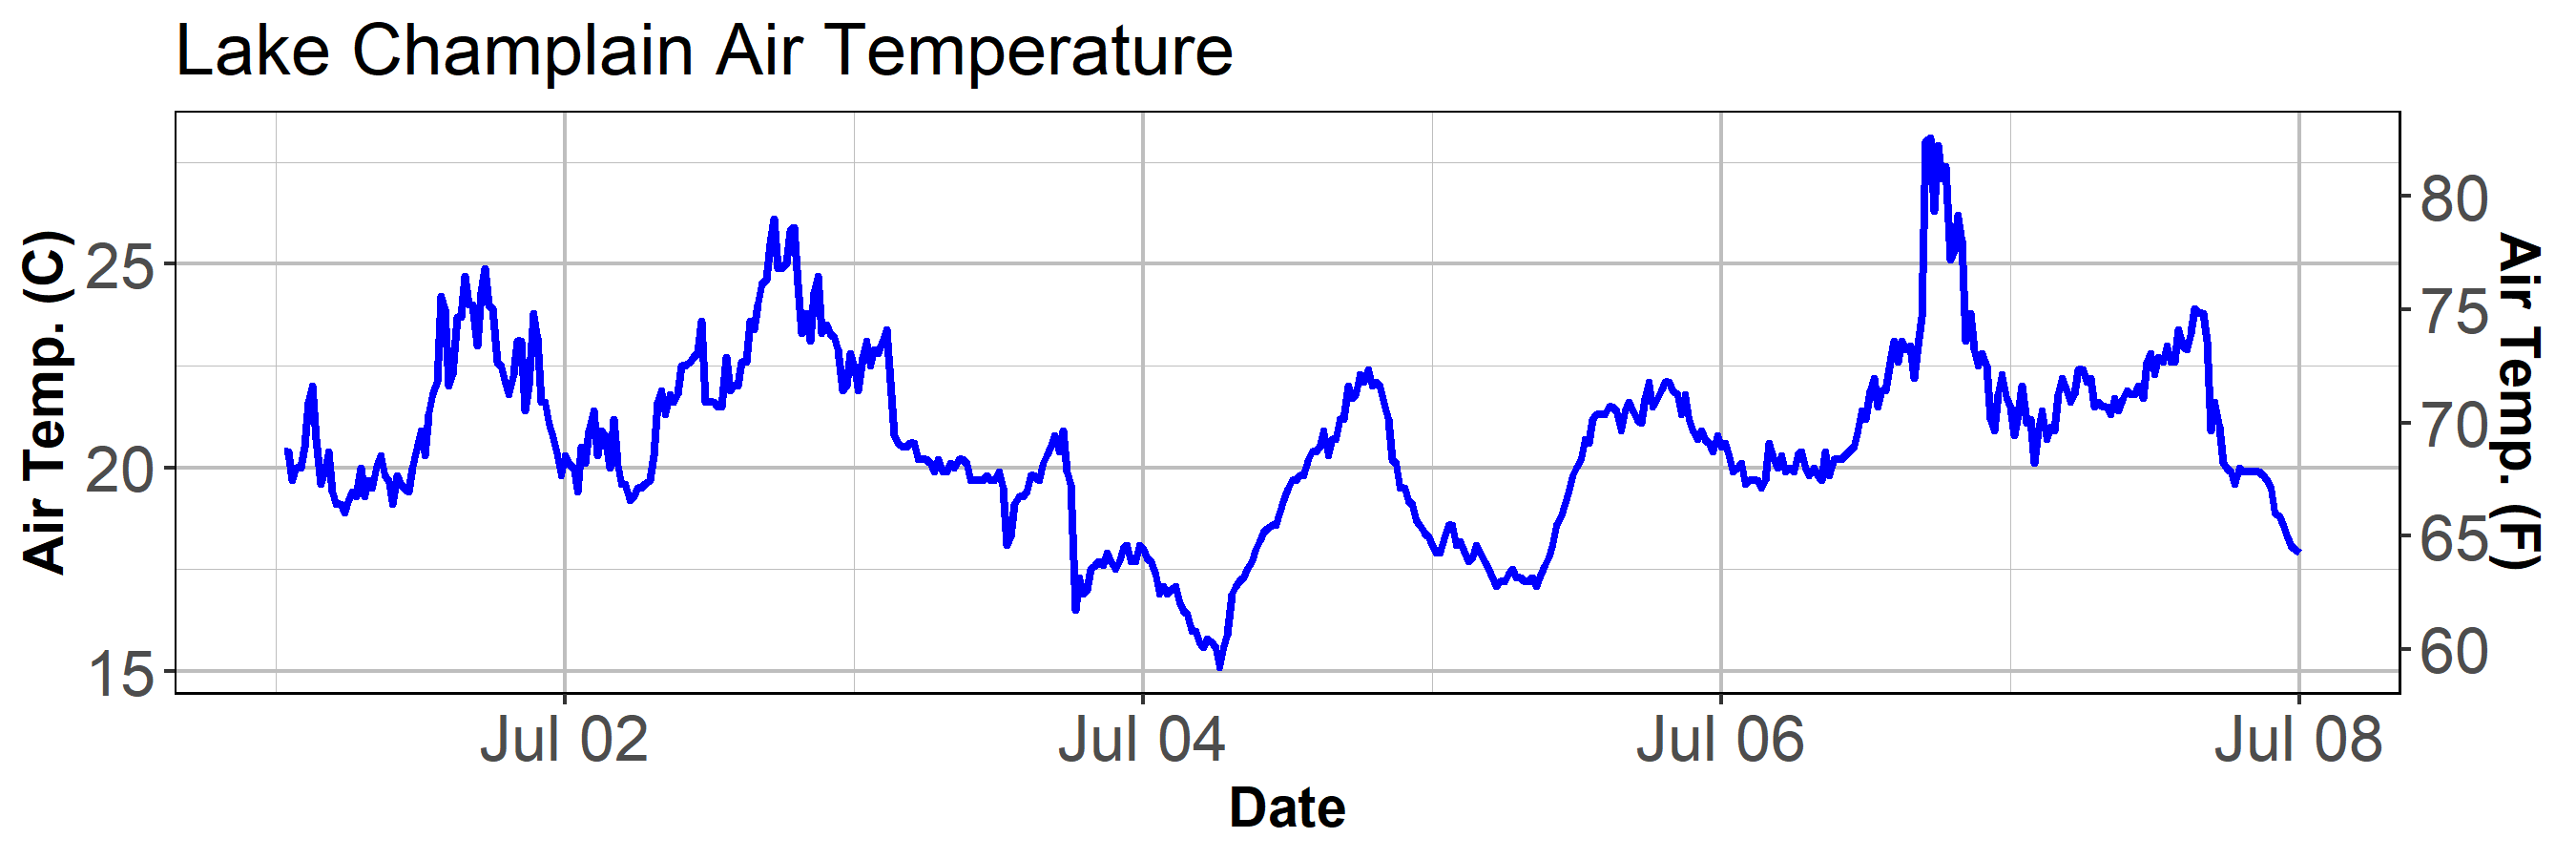 Lake Champlain Air Temperature
Air Temp. (C)
25
20
15
80
75
70
65
60
Air Temp. (F)
Jul 02
Jul 04
Jul 06
Jul 08
Date